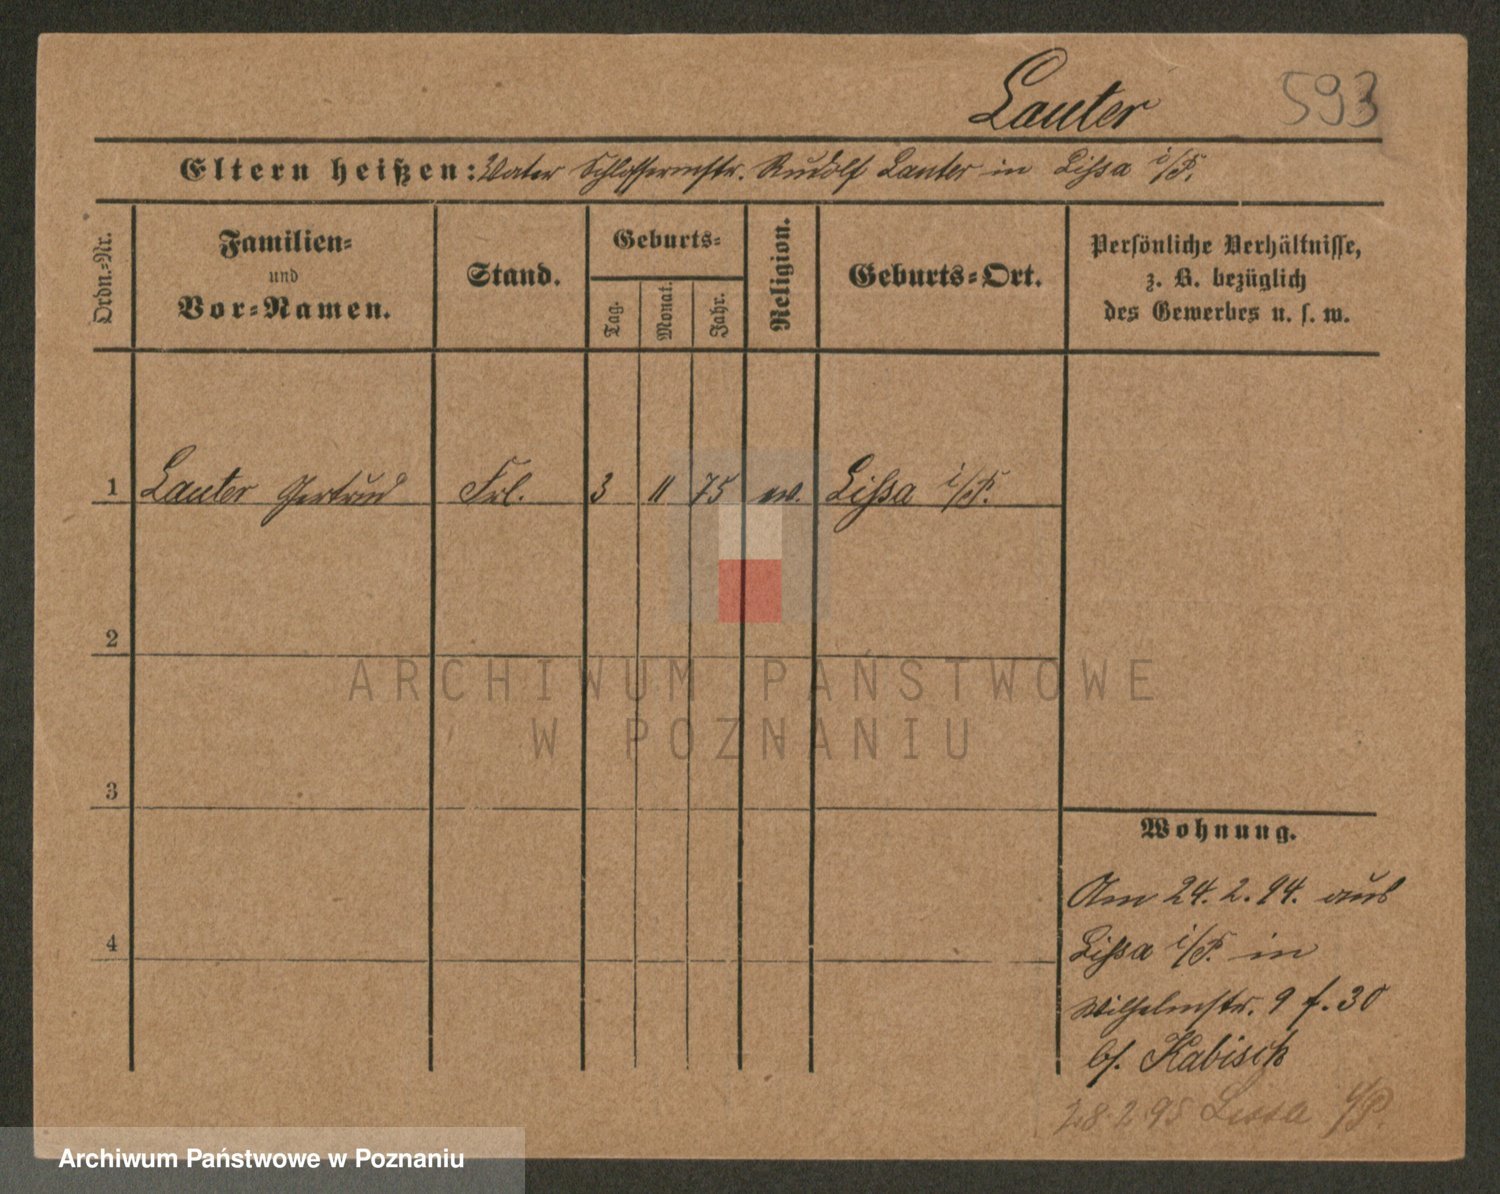 Lauter 593
Eltern heißen: Vater Schlossermstr. Rudolf Lauter in Lissa i/P.
Ordn.-Nr.
Familien-
und
Vor-Namen.
Stand.
Geburts-
Tag.
Monat.
Jahr.
Religion.
Geburts-Ort.
Persönliche Verhältnisse,
z. B. bezüglich
des Gewerbes u. s. w.
1 Lauter Gertrud Frl. 3 11 75 ev. Lissa i/P.
2
ARCHIWUM PAŃSTWOWE
W POZNANIU
3
Wohnung.
Am 24. 2. 94. aus
4
Lissa i/P. in
Wilhelmstr. 9 f. 30
bei Kabisch
28.2.95 Lissa i/P.
Archiwum Państwowe w Poznaniu